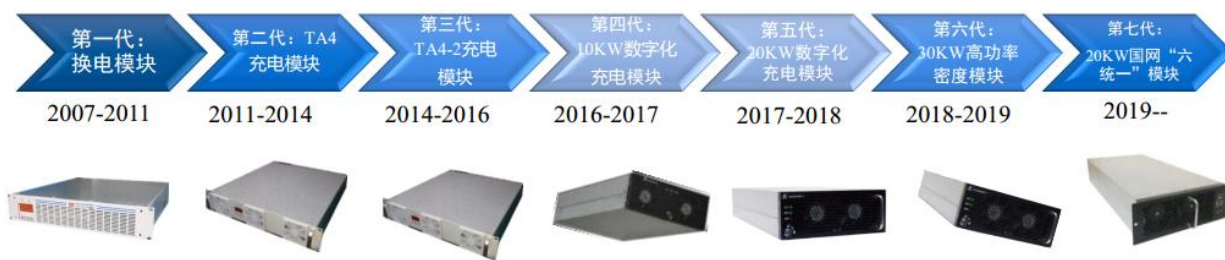 第一代：
换电模块
第二代：TA4
充电模块
第三代：
TA4-2充电
模块
第四代：
10KW数字化
充电模块
第五代：
20KW数字化
充电模块
第六代：
30KW高功率
密度模块
第七代：
20KW国网“六
统一”模块
2007-2011
2011-2014
2014-2016
2016-2017
2017-2018
2018-2019
2019--